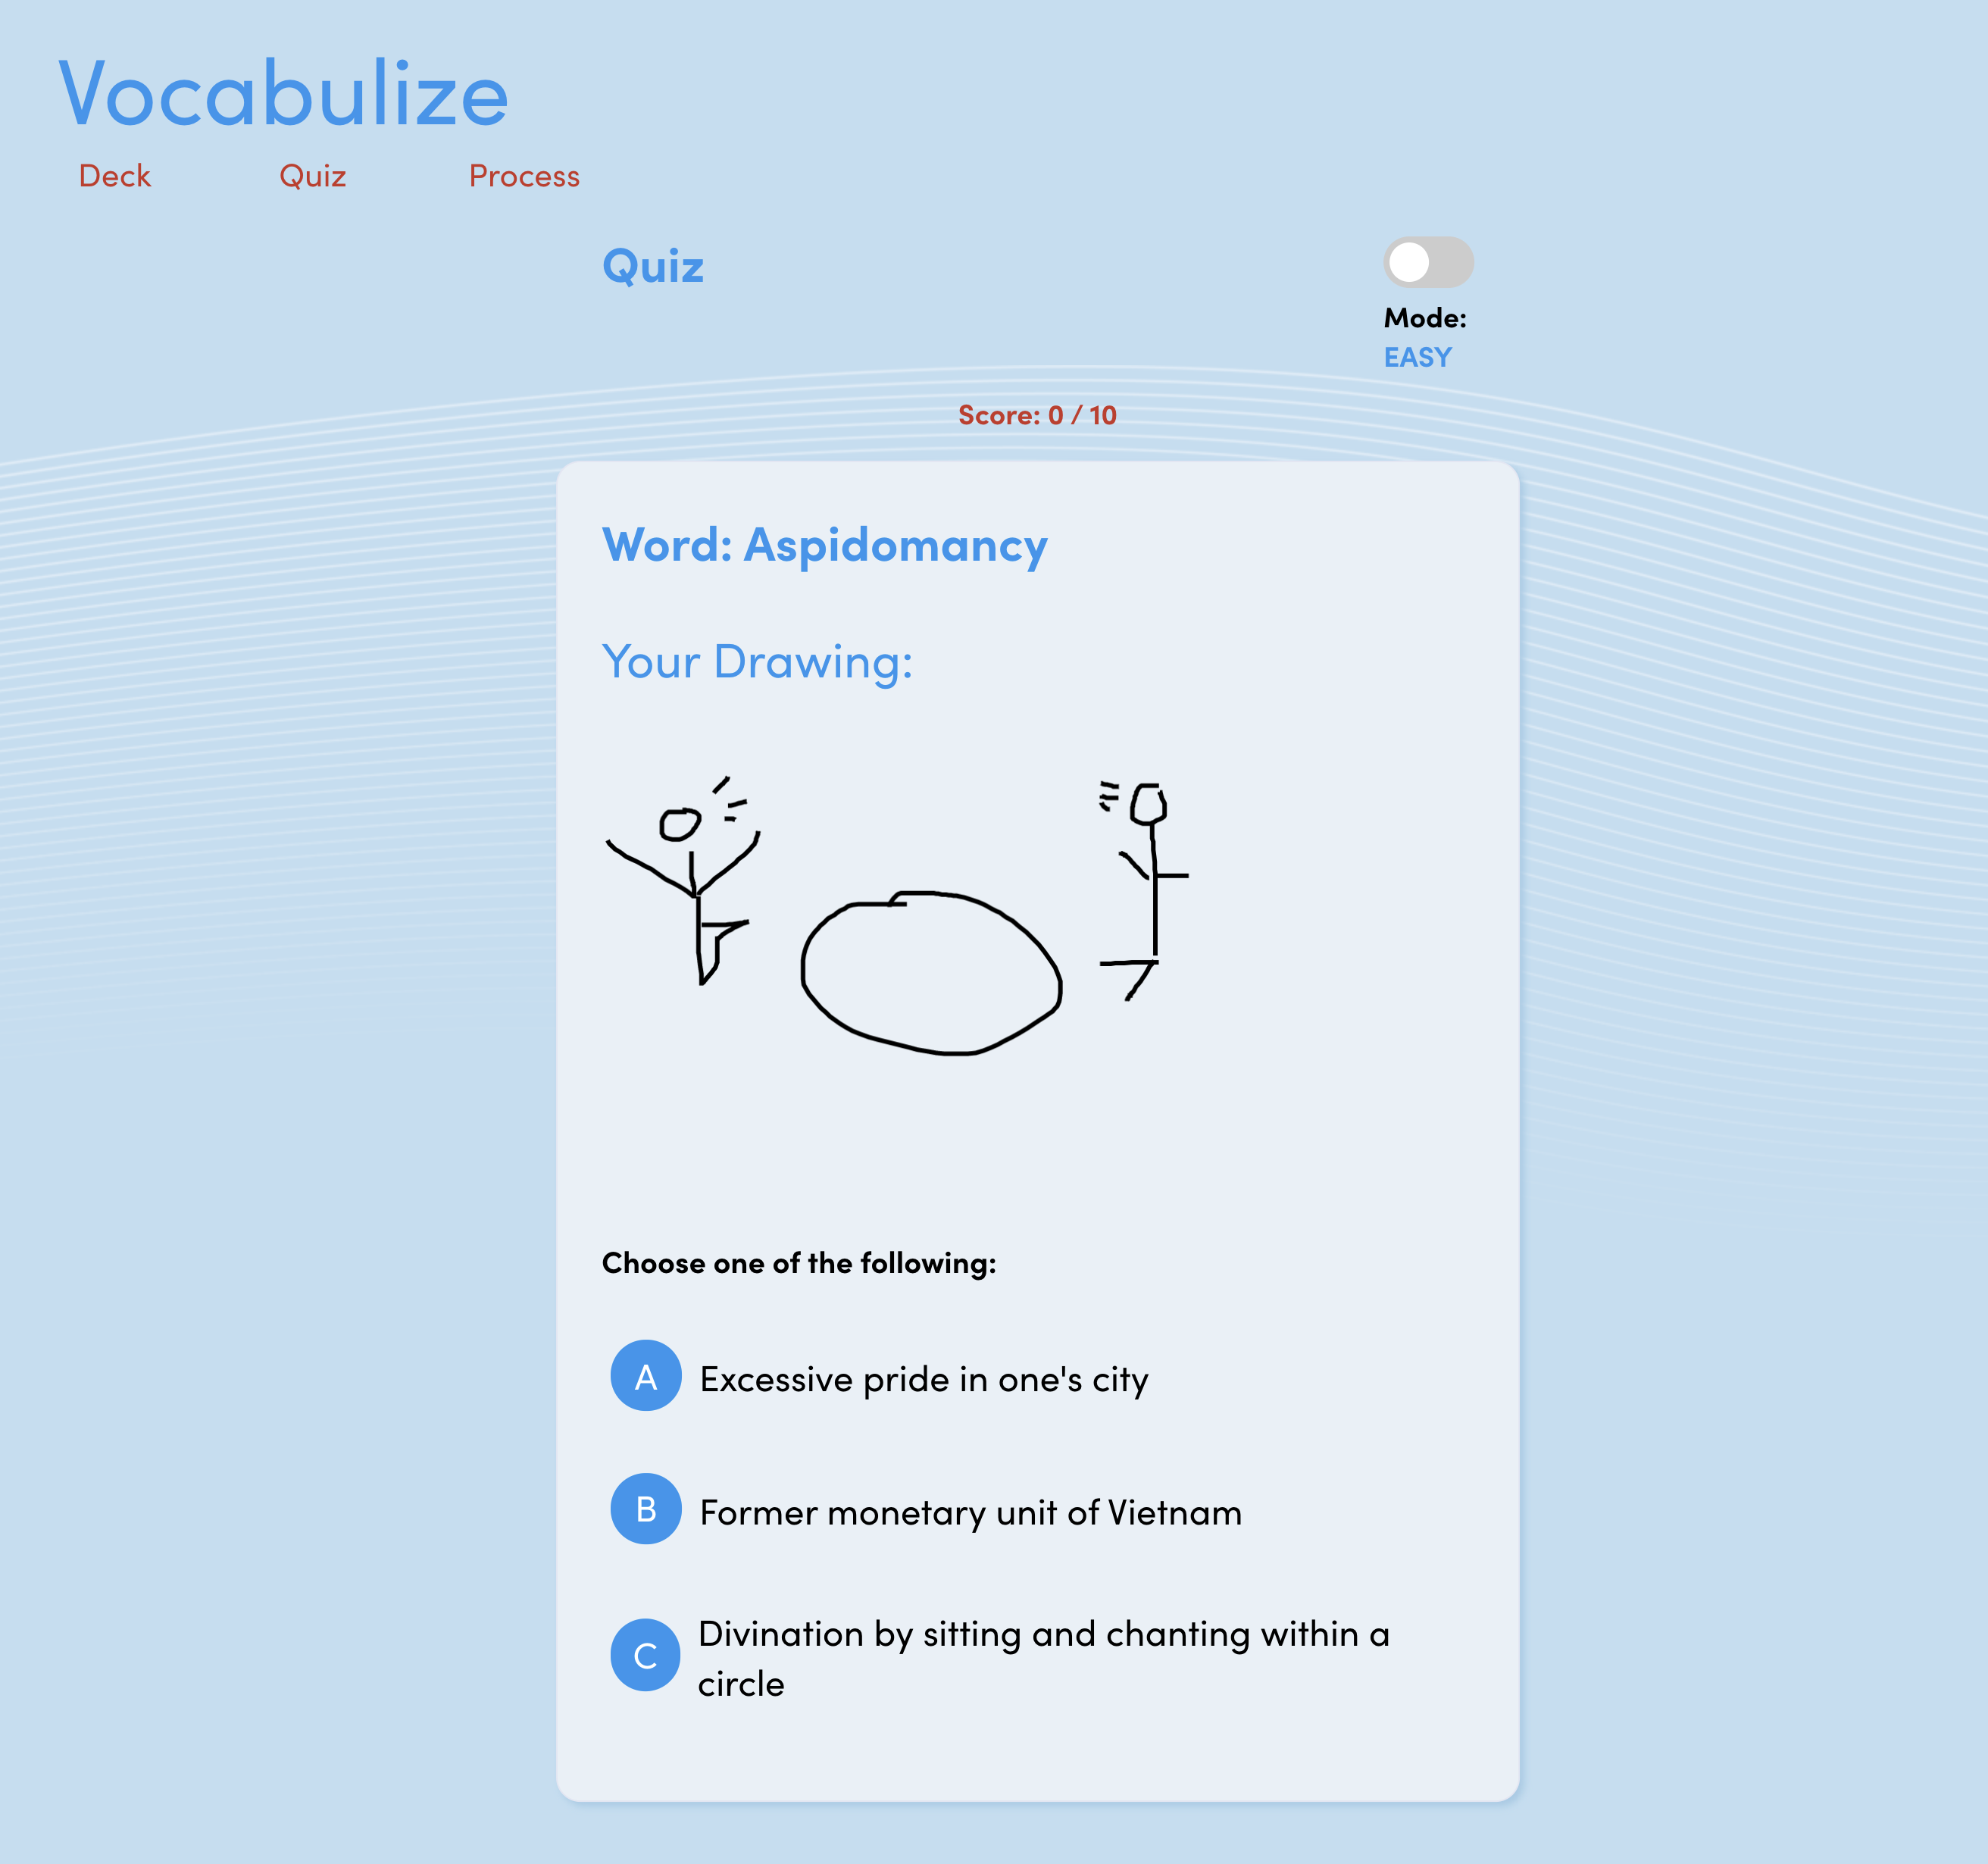 Vocabulize
Deck Quiz Process
Quiz
Mode:
EASY
Score: 0 / 10
Word: Aspidomancy
Your Drawing:
Choose one of the following:
A Excessive pride in one's city
B Former monetary unit of Vietnam
C Divination by sitting and chanting within a
circle